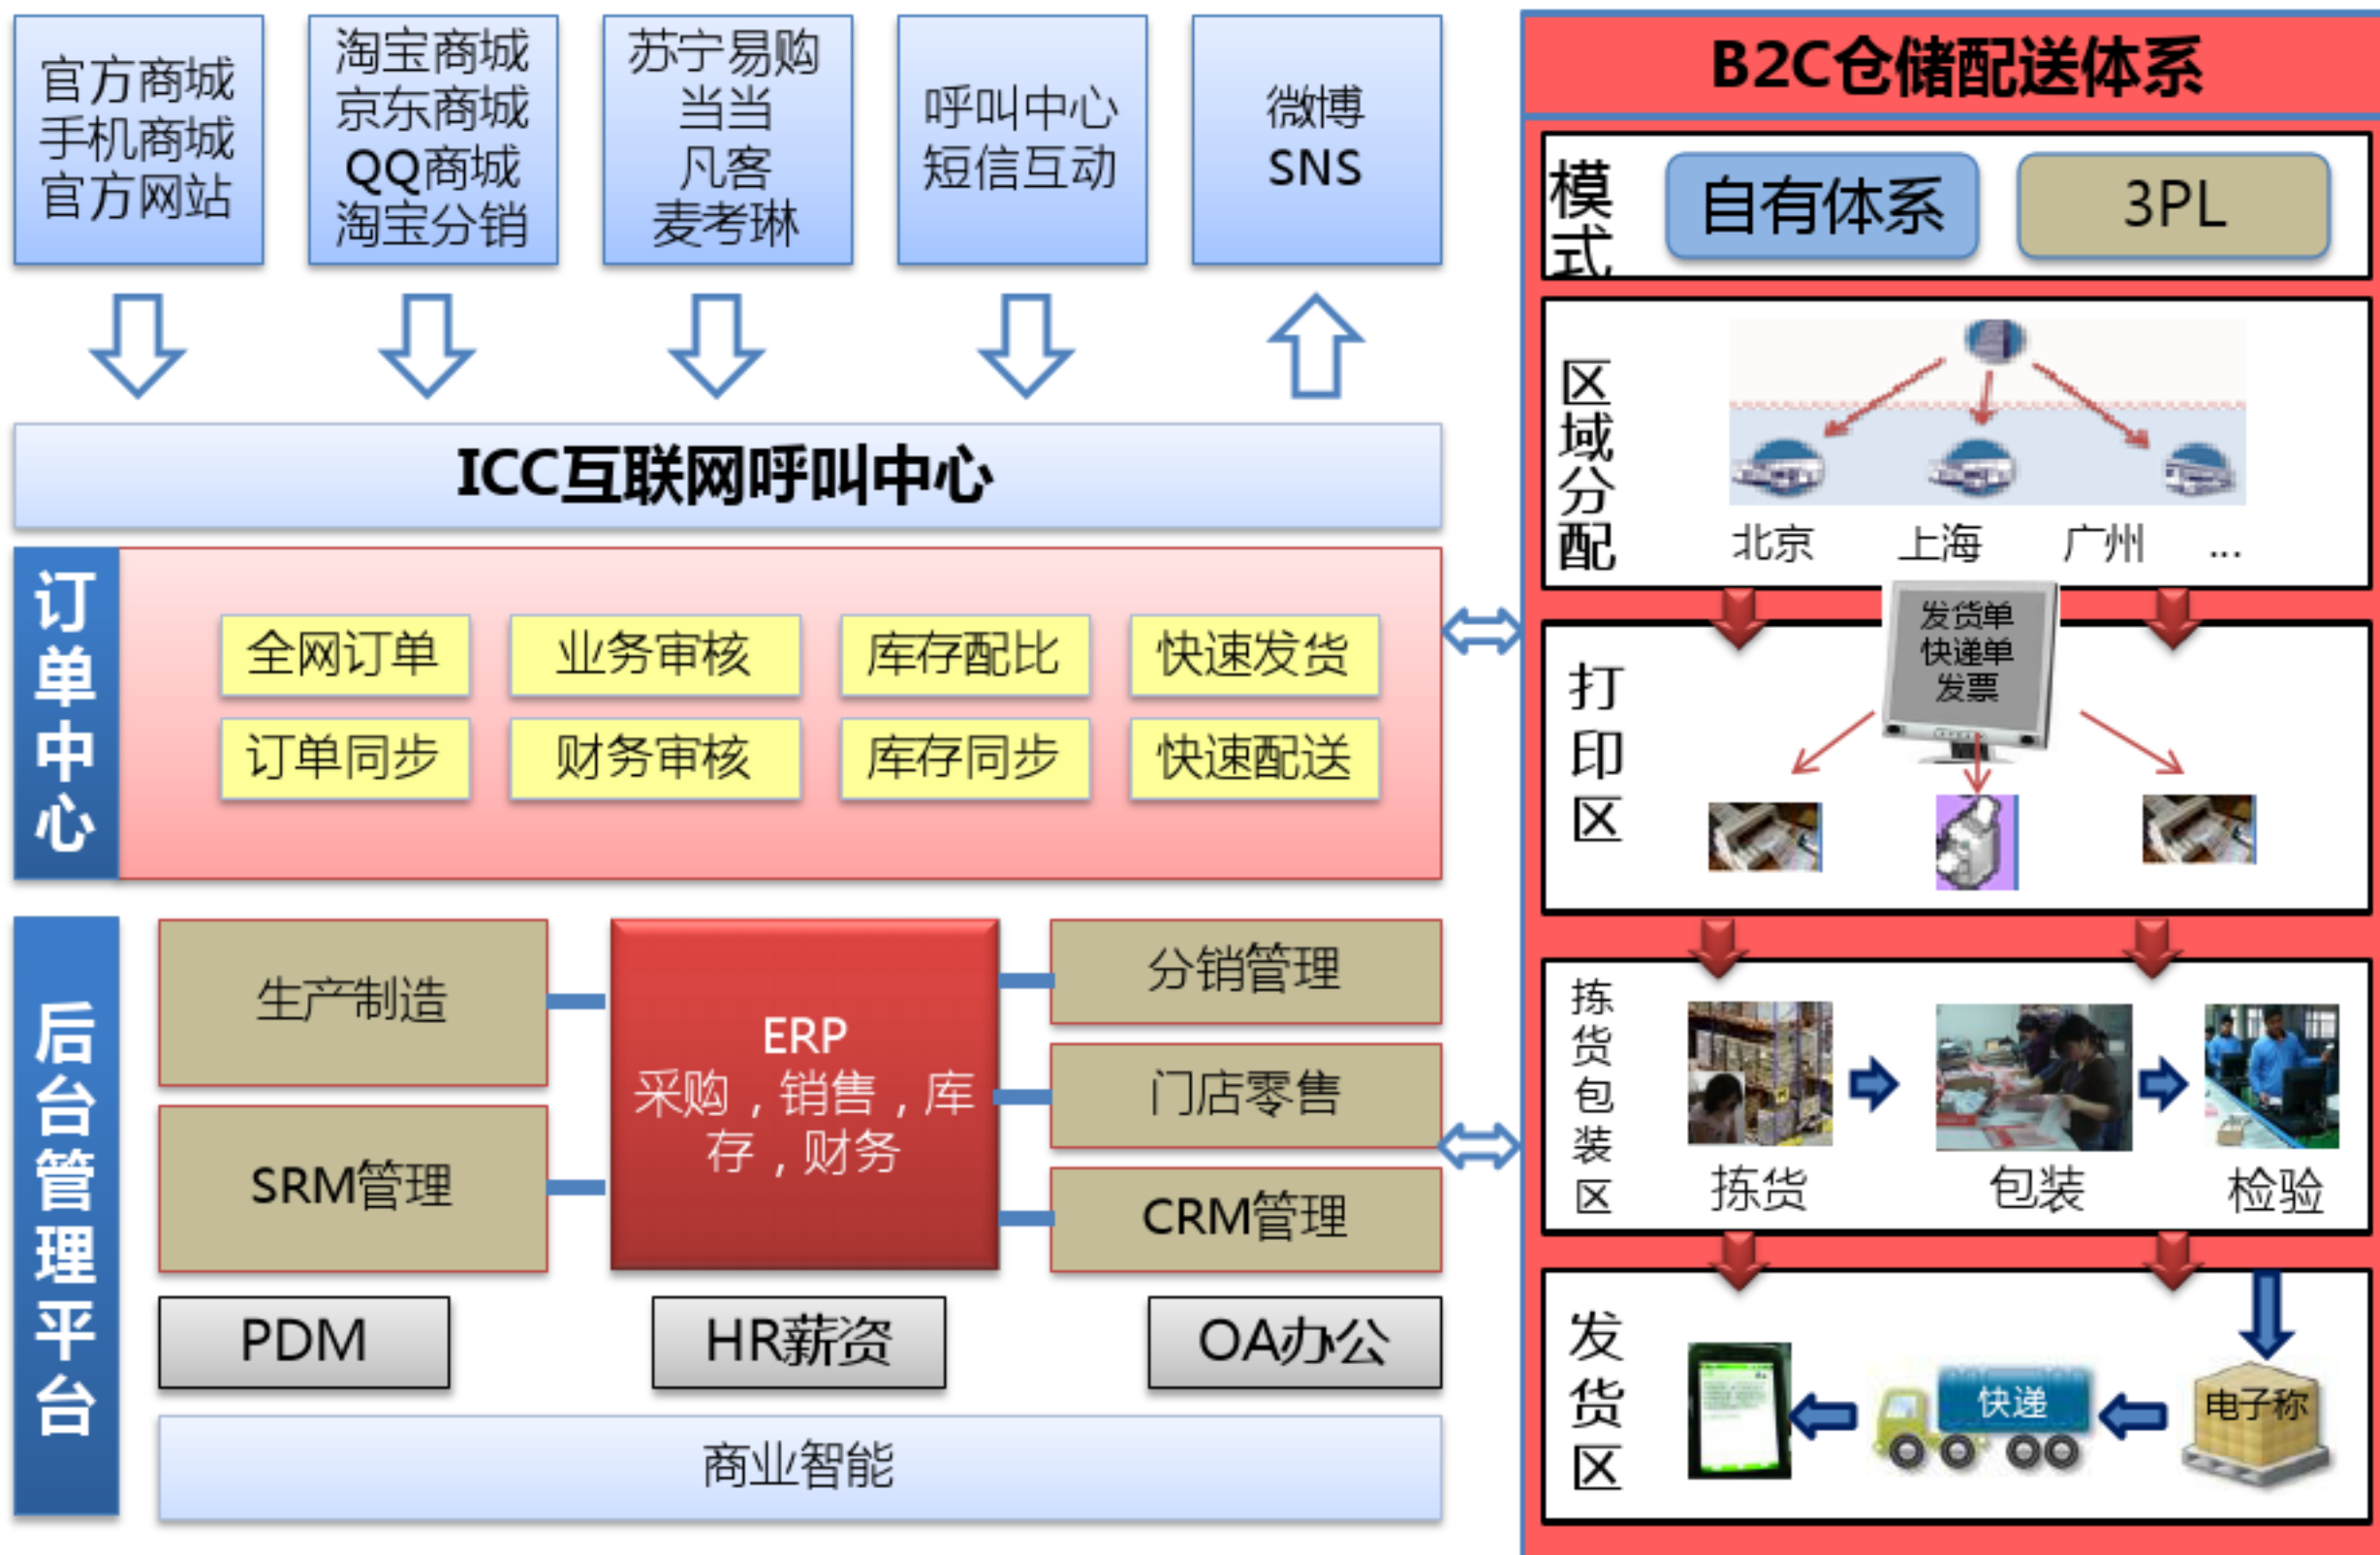 官方商城
手机商城
官方网站
淘宝商城
京东商城
QQ商城
淘宝分销
苏宁易购
当当
凡客
麦考琳
呼叫中心
短信互动
微博
SNS
ICC互联网呼叫中心
订单中心
全网订单
业务审核
库存配比
快速发货
订单同步
财务审核
库存同步
快速配送
后台管理平台
生产制造
SRM管理
ERP
采购，销售，库
存，财务
分销管理
门店零售
CRM管理
PDM
HR薪资
OA办公
商业智能
B2C仓储配送体系
模式
自有体系
3PL
区域分配
北京
上海
广州
...
打印区
发货单
快递单
发票
拣货包装区
拣货
包装
检验
发货区
快递
电子称